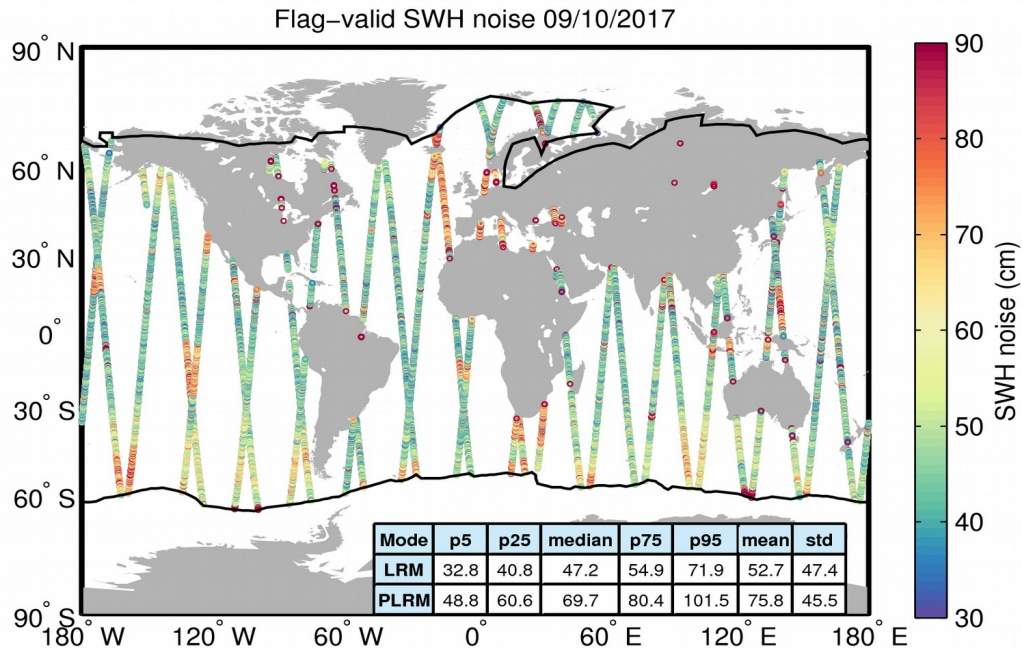 Flag−valid SWH noise 09/10/2017
90° N
60° N
30° N
0°
30° S
60° S
90° S
180° W
120° W
60° W
0°
60° E
120° E
180° E
90
80
70
60
50
40
30
SWH noise (cm)
Mode p5 p25 median p75 p95 mean std
LRM 32.8 40.8 47.2 54.9 71.9 52.7 47.4
PLRM 48.8 60.6 69.7 80.4 101.5 75.8 45.5